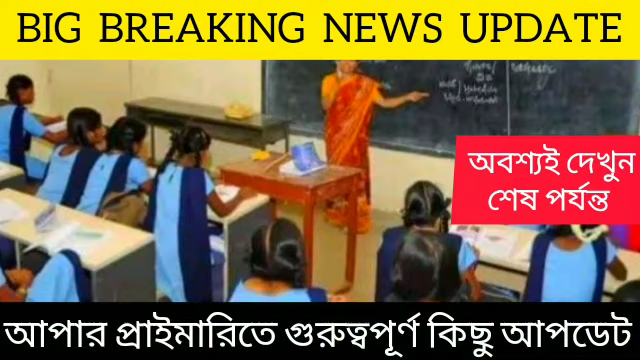 BIG BREAKING NEWS UPDATE
অবশ্যই দেখুন
শেষ পর্যন্ত
আপার প্রাইমারিতে গুরুত্বপূর্ণ কিছু আপডেট